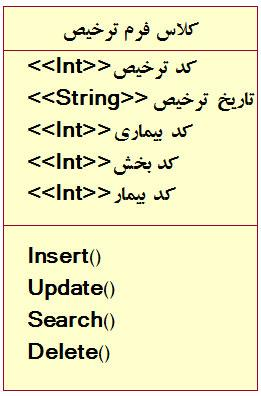 کلاس فرم ترخیص
کد ترخیص<<Int>>
تاریخ ترخیص <<String>>
کد بیماری<<Int>>
کد بخش<<Int>>
کد بیمار<<Int>>
Insert()
Update()
Search()
Delete()